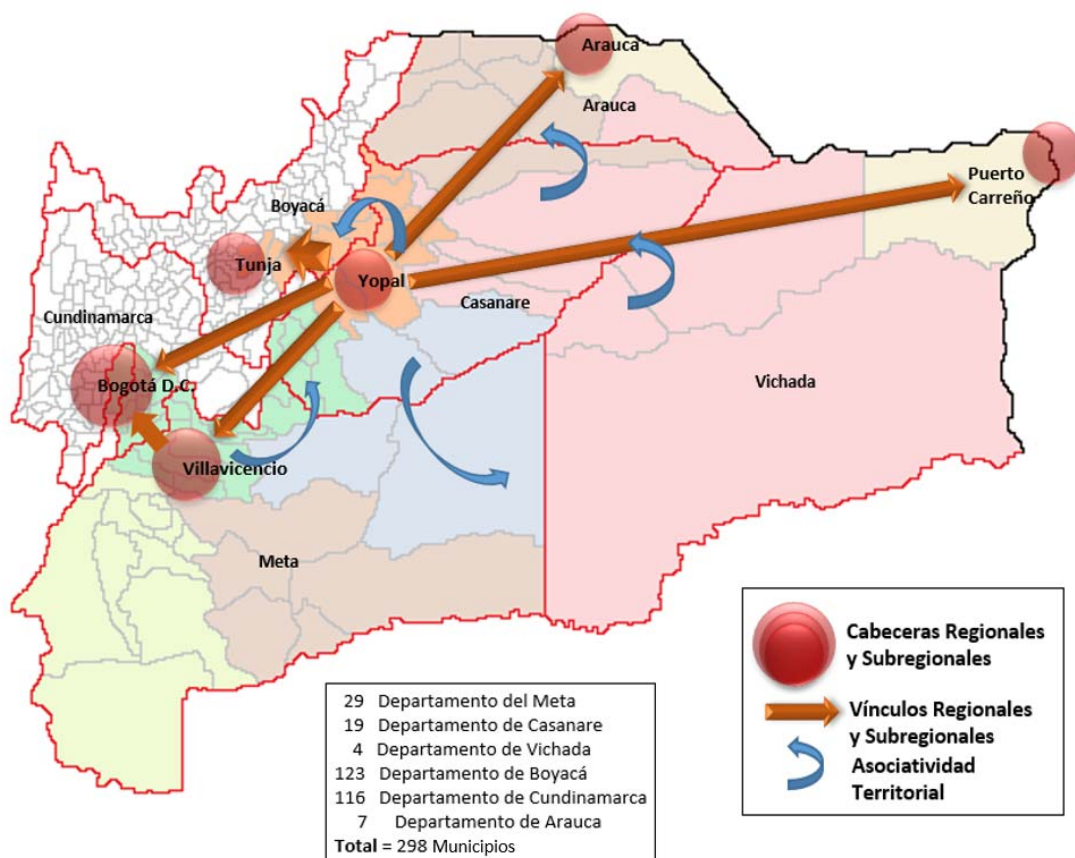 Arauca
Arauca
Puerto
Carreño
Boyacá
Tunja
Yopal
Casanare
Cundinamarca
Bogotá D.C.
Vichada
Villavicencio
Meta
Cabeceras Regionales
y Subregionales
Vínculos Regionales
y Subregionales
Asociatividad
Territorial
29 Departamento del Meta
19 Departamento de Casanare
4 Departamento de Vichada
123 Departamento de Boyacá
116 Departamento de Cundinamarca
7 Departamento de Arauca
Total = 298 Municipios